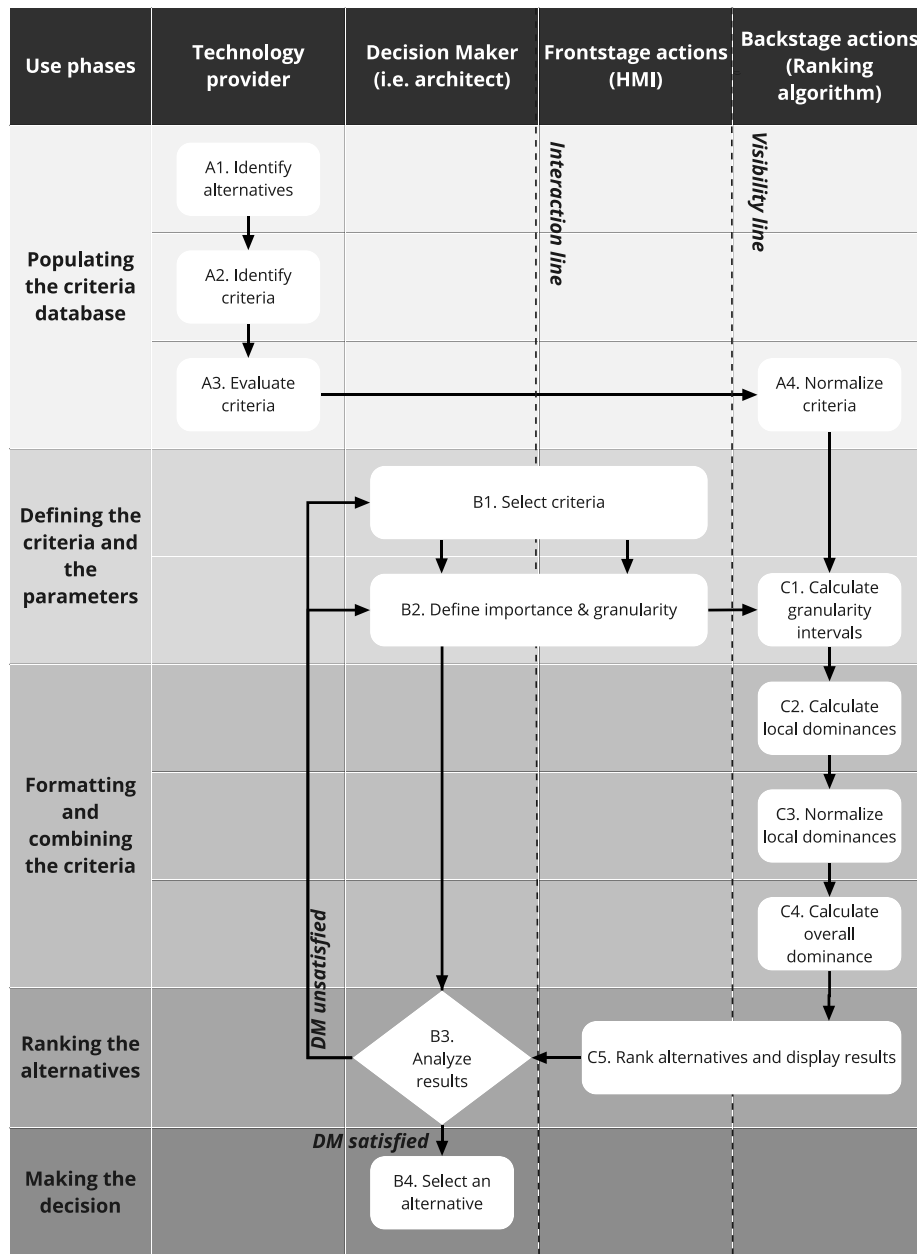 Use phases
Technology
provider
Decision Maker
(i.e. architect)
Frontstage actions
(HMI)
Backstage actions
(Ranking
algorithm)
Interaction line
Visibility line
Populating
the criteria
database
A1. Identify
alternatives
A2. Identify
criteria
A3. Evaluate
criteria
A4. Normalize
criteria
Defining the
criteria and
the
parameters
B1. Select criteria
B2. Define importance & granularity
C1. Calculate
granularity
intervals
Formatting
and
combining
the criteria
C2. Calculate
local dominances
C3. Normalize
local dominances
C4. Calculate
overall
dominance
DM unsatisfied
Ranking the
alternatives
B3.
Analyze
results
C5. Rank alternatives and display results
DM satisfied
Making the
decision
B4. Select an
alternative